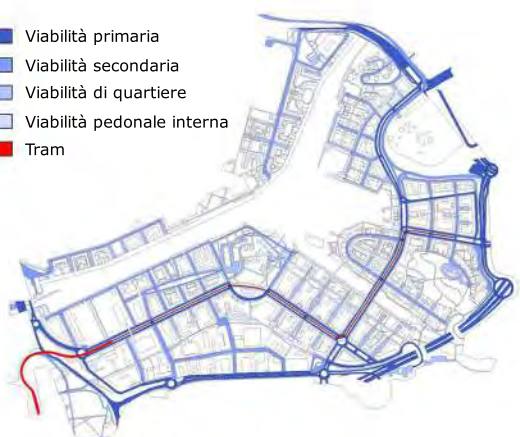 Viabilità primaria
Viabilità secondaria
Viabilità di quartiere
Viabilità pedonale interna
Tram